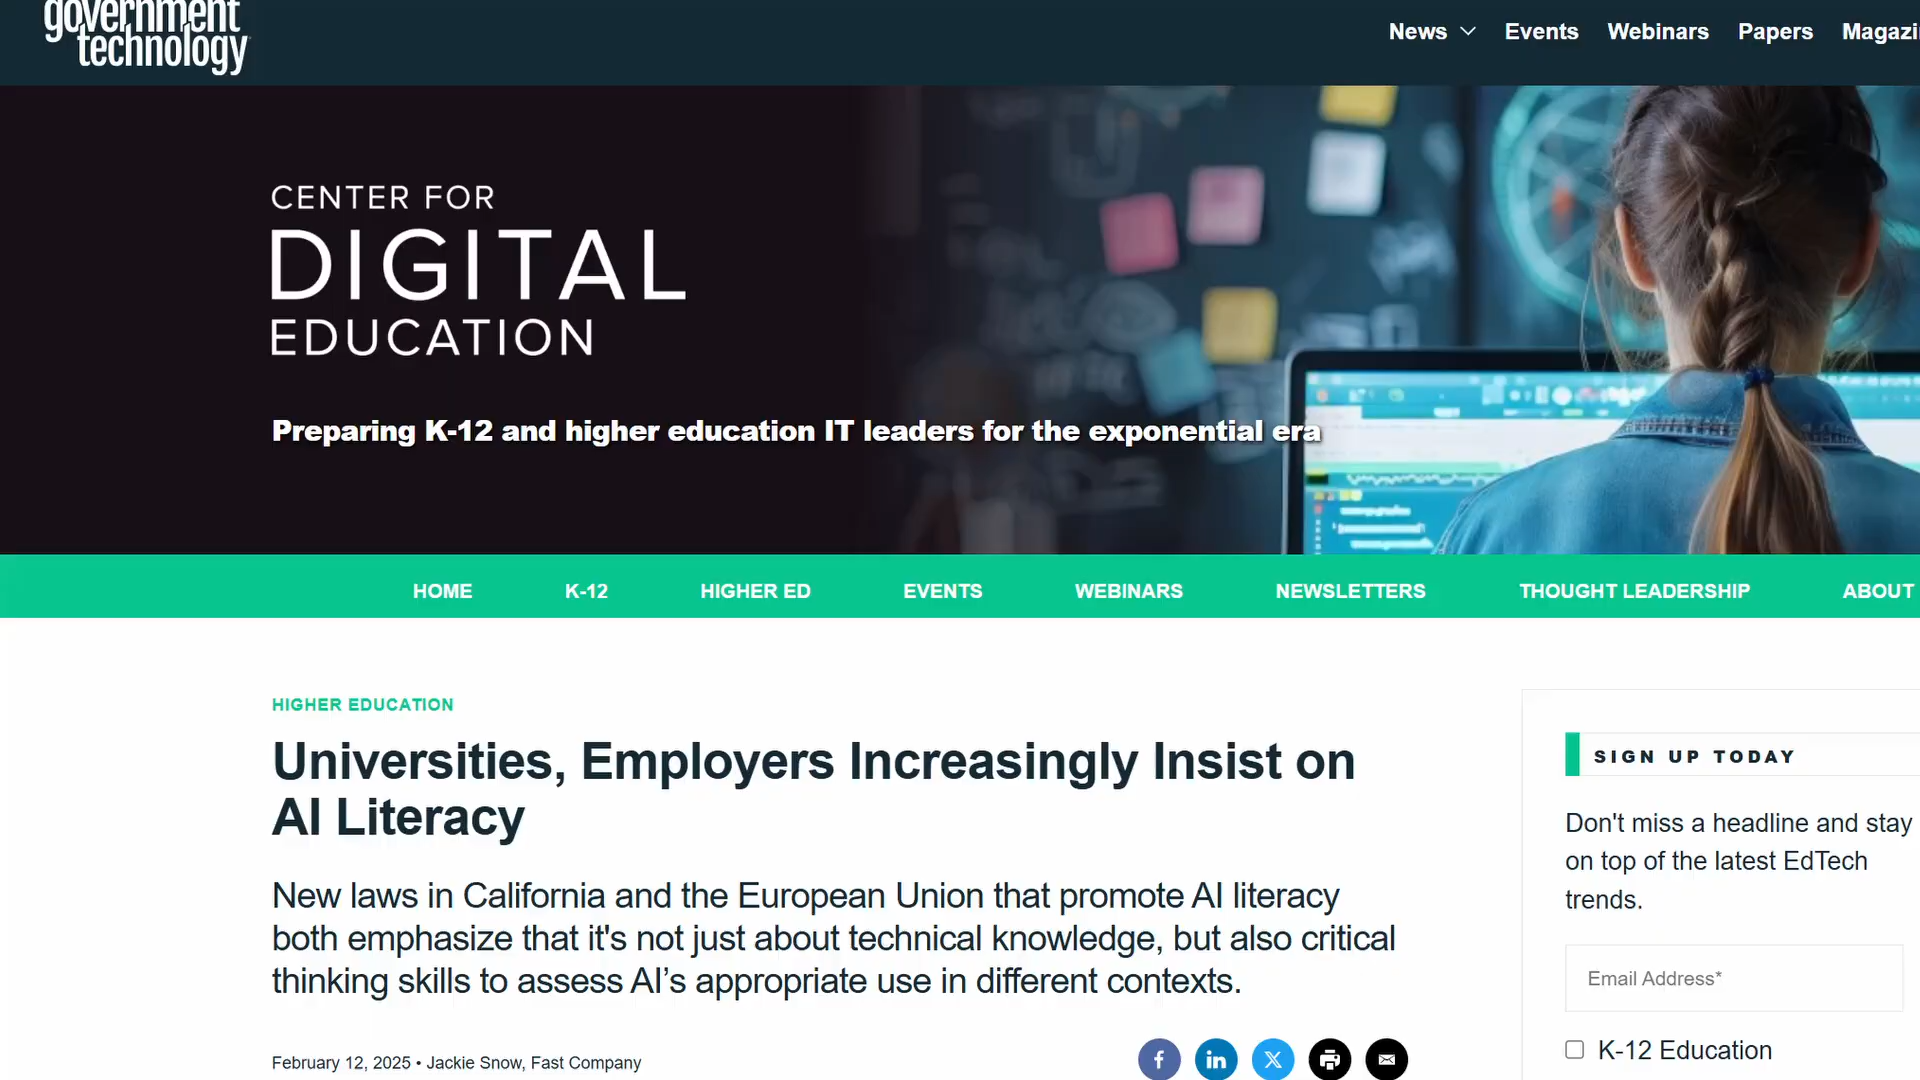 government
technology
News
Events
Webinars
Papers
CENTER FOR
DIGITAL
EDUCATION
Preparing K-12 and higher education IT leaders for the exponential era
HOME
K-12
HIGHER ED
EVENTS
WEBINARS
NEWSLETTERS
THOUGHT LEADERSHIP
ABOUT
HIGHER EDUCATION
Universities, Employers Increasingly Insist on
AI Literacy
New laws in California and the European Union that promote AI literacy
both emphasize that it's not just about technical knowledge, but also critical
thinking skills to assess AI’s appropriate use in different contexts.
February 12, 2025 • Jackie Snow, Fast Company
SIGN UP TODAY
Don't miss a headline and stay
on top of the latest EdTech
trends.
Email Address*
K-12 Education